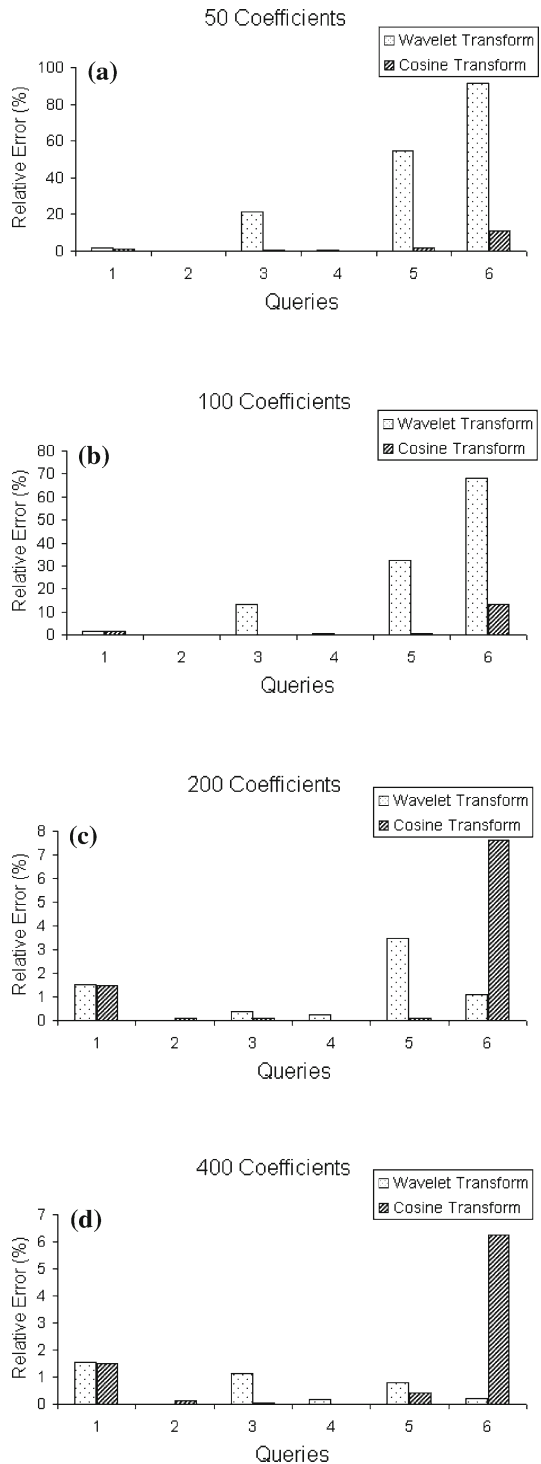 50 Coefficients
Wavelet Transform
Cosine Transform
(a)
Relative Error (%)
100
80
60
40
20
0
1 2 3 4 5 6
Queries
100 Coefficients
Wavelet Transform
Cosine Transform
(b)
Relative Error (%)
80
70
60
50
40
30
20
10
0
1 2 3 4 5 6
Queries
200 Coefficients
Wavelet Transform
Cosine Transform
(c)
Relative Error (%)
8
7
6
5
4
3
2
1
0
1 2 3 4 5 6
Queries
400 Coefficients
Wavelet Transform
Cosine Transform
(d)
Relative Error (%)
7
6
5
4
3
2
1
0
1 2 3 4 5 6
Queries